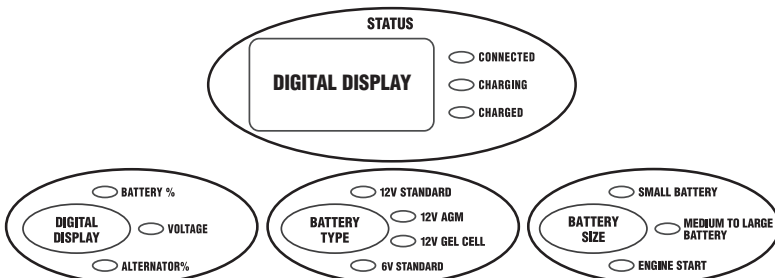 STATUS
DIGITAL DISPLAY
CONNECTED
CHARGING
CHARGED
BATTERY %
DIGITAL
DISPLAY
VOLTAGE
ALTERNATOR%
12V STANDARD
BATTERY
TYPE
12V AGM
12V GEL CELL
6V STANDARD
SMALL BATTERY
BATTERY
SIZE
MEDIUM TO LARGE
BATTERY
ENGINE START